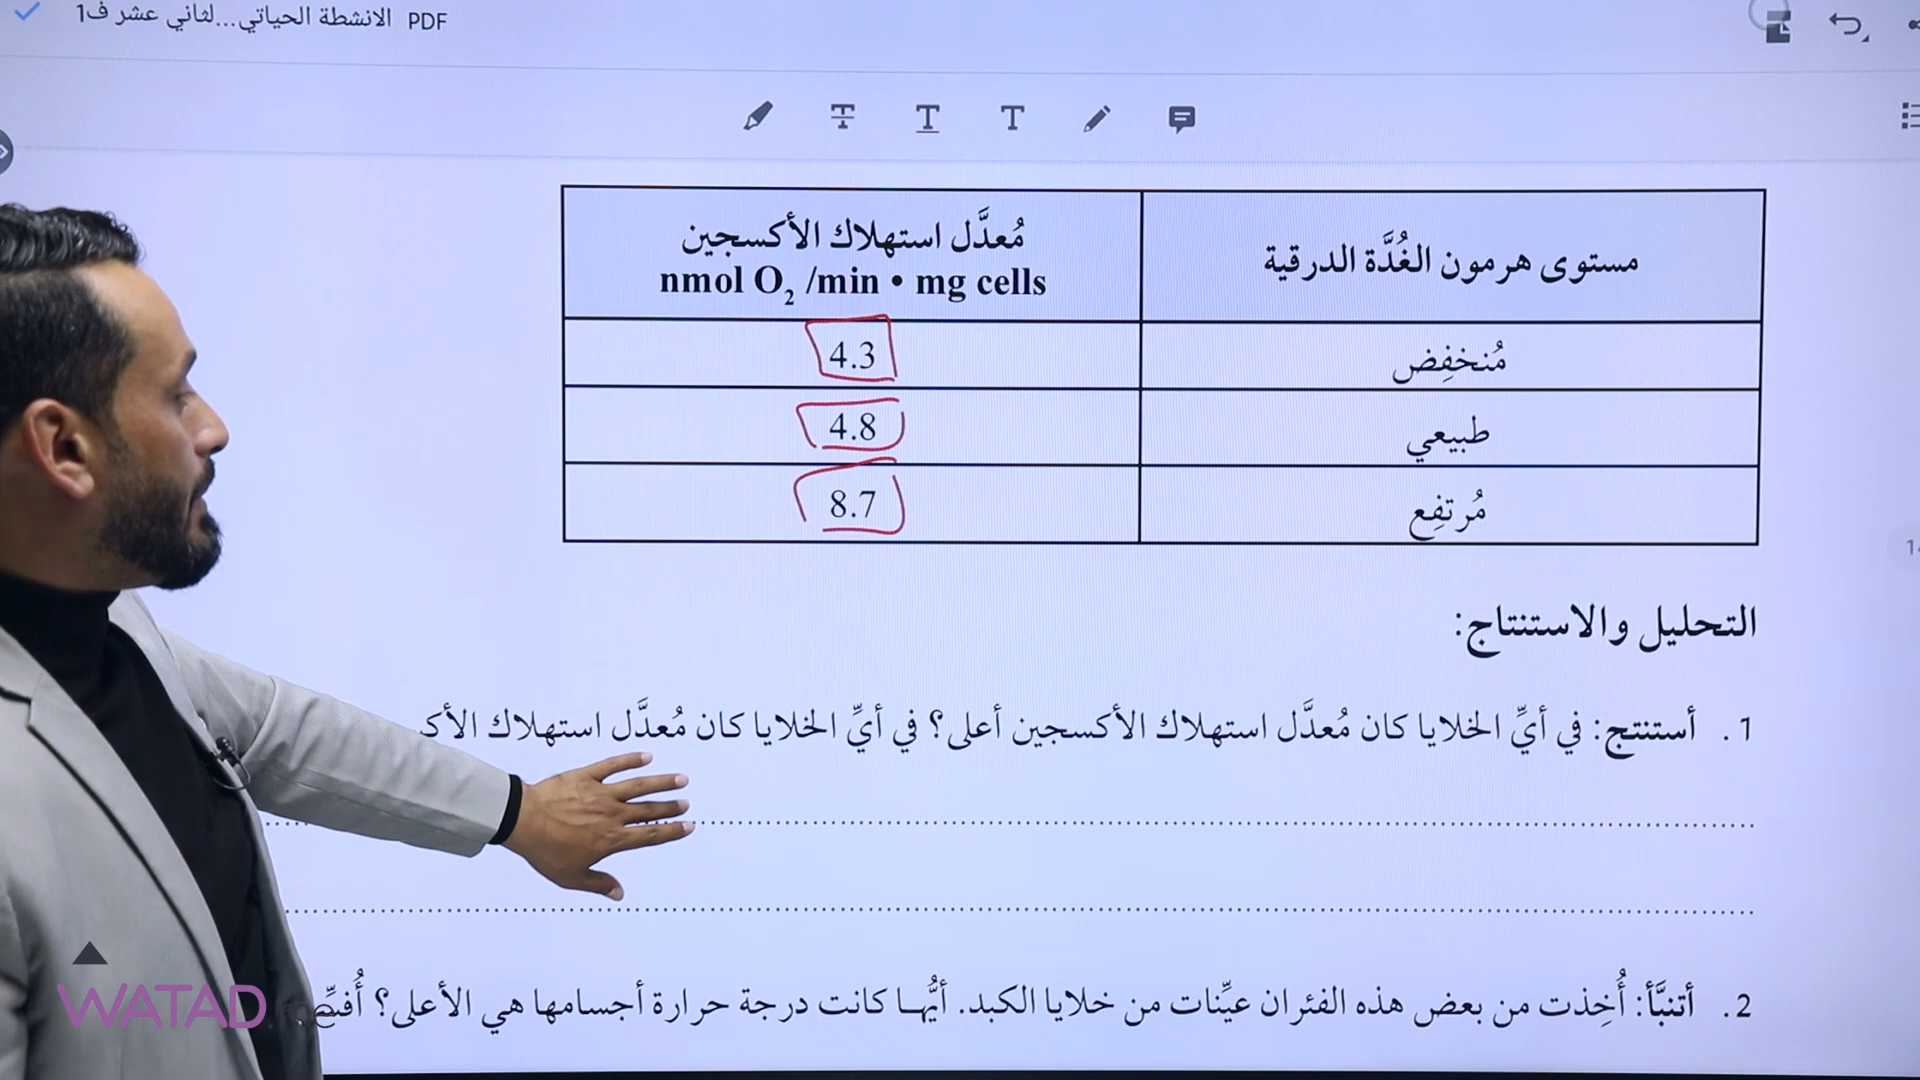 الانشطة الحياتي...لثاني عشر ف1 PDF
مستوى هرمون الغُدَّة الدرقية
مُعدَّل استهلاك الأكسجين
nmol O₂ /min • mg cells
مُنخفِض
4.3
طبيعي
4.8
مُرتفِع
8.7
التحليل والاستنتاج:
1. أستنتج: في أيِّ الخلايا كان مُعدَّل استهلاك الأكسجين أعلى؟ في أيِّ الخلايا كان مُعدَّل استهلاك
2. أتنبَّأ: أُخِذت من بعض هذه الفئران عيِّنات من خلايا الكبد. أيُّها كانت درجة حرارة أجسامها هي الأعلى؟
WATAD me